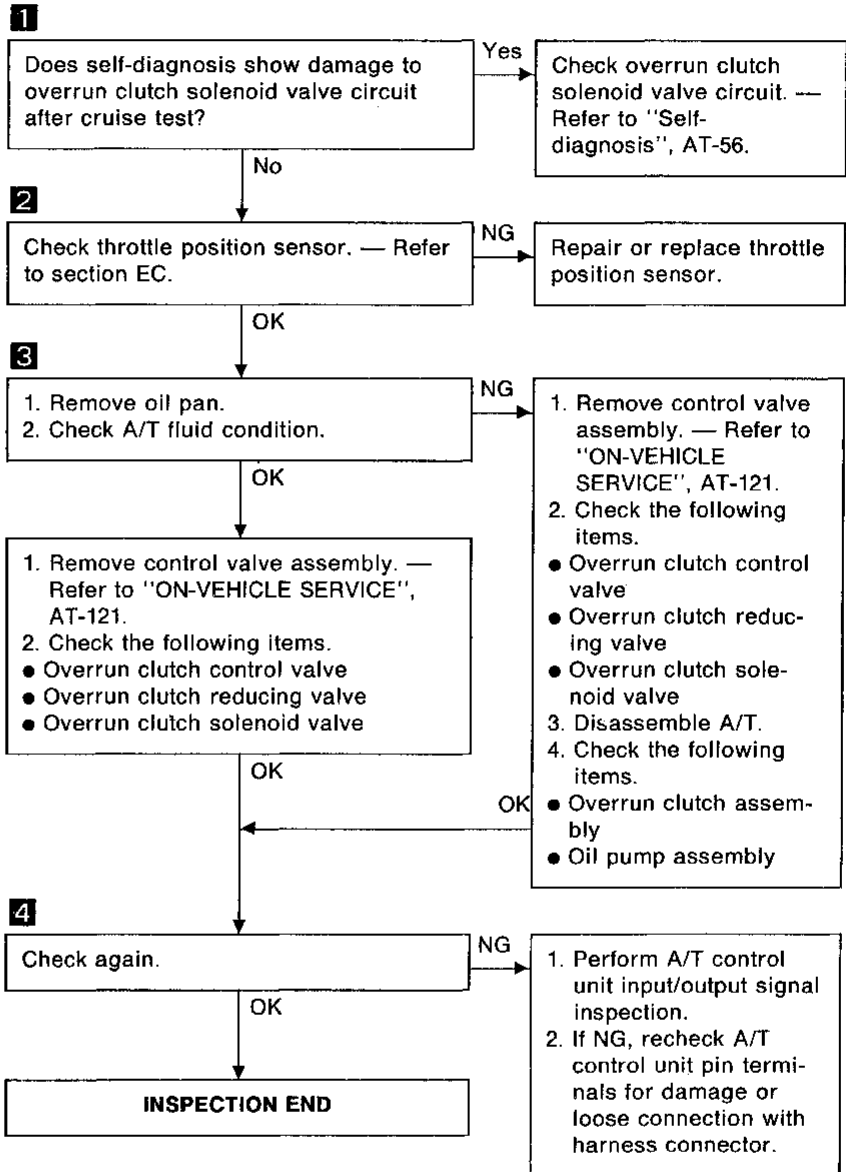 1
Does self-diagnosis show damage to
overrun clutch solenoid valve circuit
after cruise test?
Yes
Check overrun clutch
solenoid valve circuit. —
Refer to "Self-
diagnosis", AT-56.
No
2
Check throttle position sensor. — Refer
to section EC.
NG
Repair or replace throttle
position sensor.
OK
3
1. Remove oil pan.
2. Check A/T fluid condition.
NG
1. Remove control valve
assembly. — Refer to
"ON-VEHICLE
SERVICE", AT-121.
2. Check the following
items.
● Overrun clutch control
valve
● Overrun clutch reduc-
ing valve
● Overrun clutch sole-
noid valve
3. Disassemble A/T.
4. Check the following
items.
● Overrun clutch assem-
bly
● Oil pump assembly
OK
1. Remove control valve assembly. —
Refer to "ON-VEHICLE SERVICE",
AT-121.
2. Check the following items.
● Overrun clutch control valve
● Overrun clutch reducing valve
● Overrun clutch solenoid valve
OK
OK
4
Check again.
NG
1. Perform A/T control
unit input/output signal
inspection.
2. If NG, recheck A/T
control unit pin termi-
nals for damage or
loose connection with
harness connector.
OK
INSPECTION END